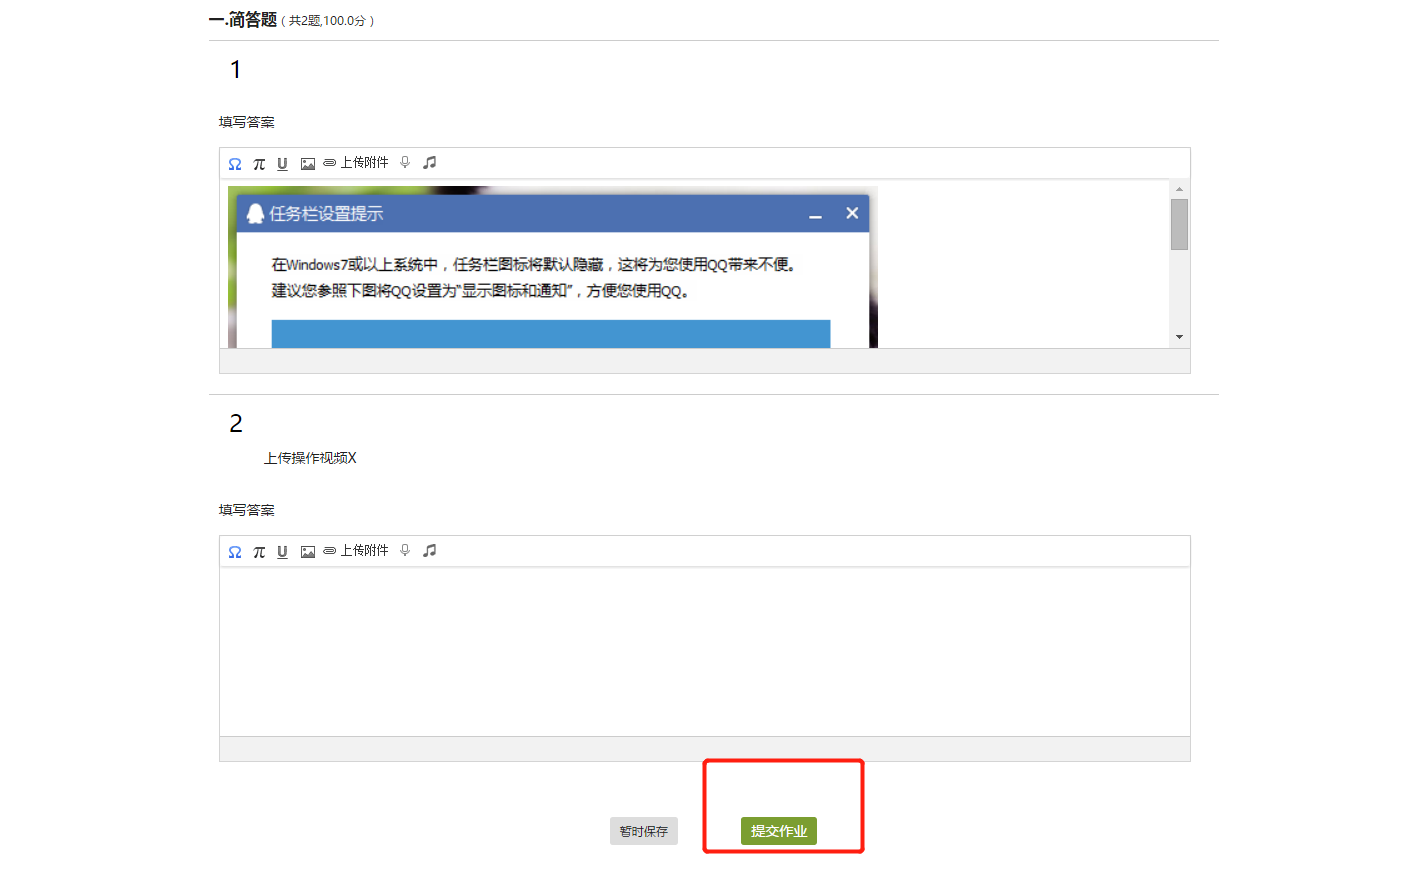 一.简答题（共2题,100.0分）
1
填写答案
Ω π U 上传附件
任务栏设置提示
在Windows7或以上系统中，任务栏图标将默认隐藏，这将为您使用QQ带来不便。
建议您参照下图将QQ设置为“显示图标和通知”，方便您使用QQ。
2
上传操作视频X
填写答案
Ω π U 上传附件
暂时保存 提交作业